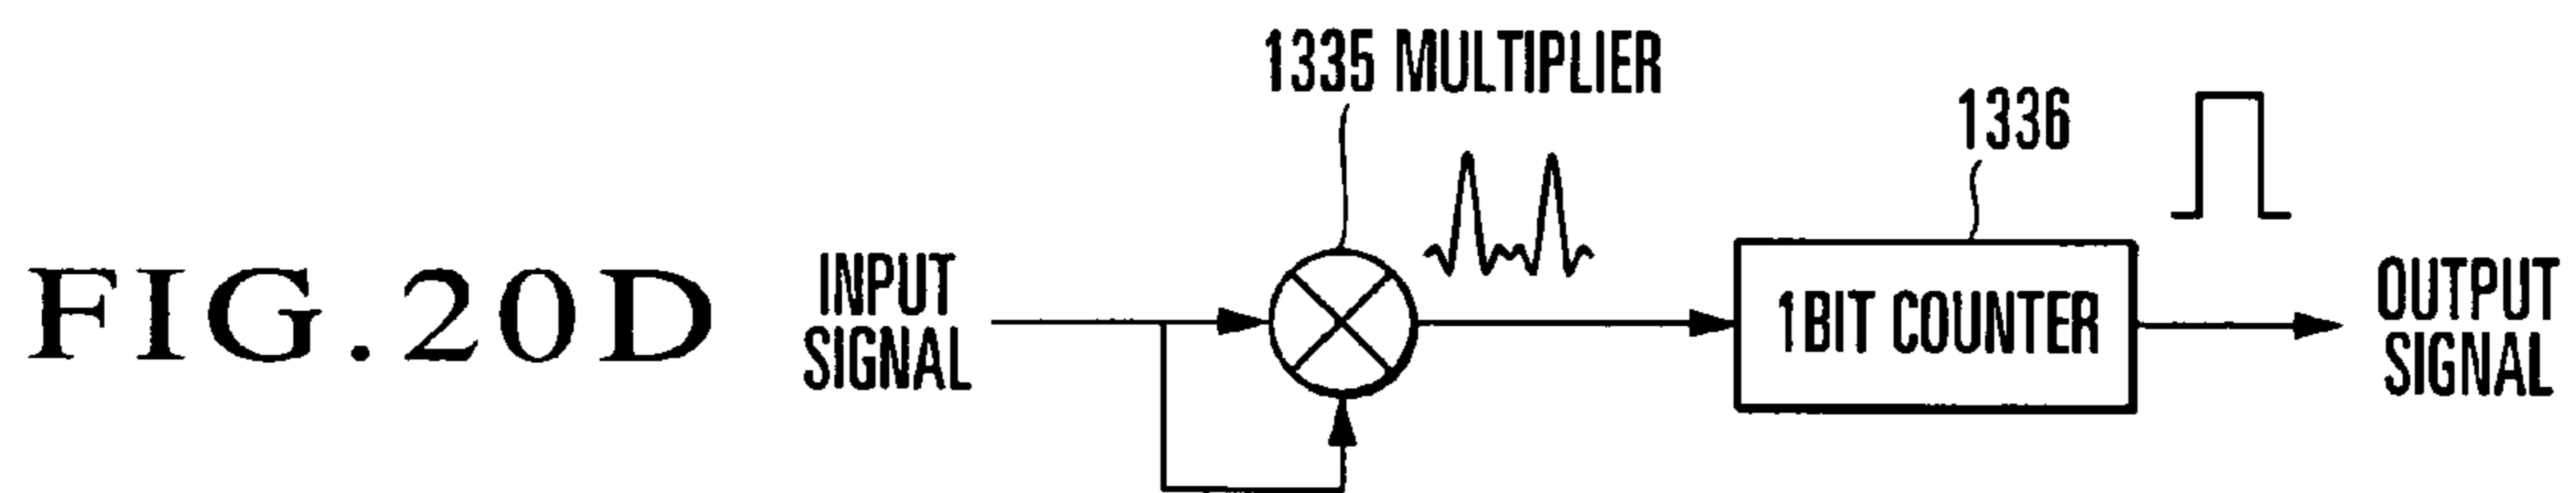 FIG.20D
INPUT
SIGNAL
1335 MULTIPLIER
1336
1BIT COUNTER
OUTPUT
SIGNAL